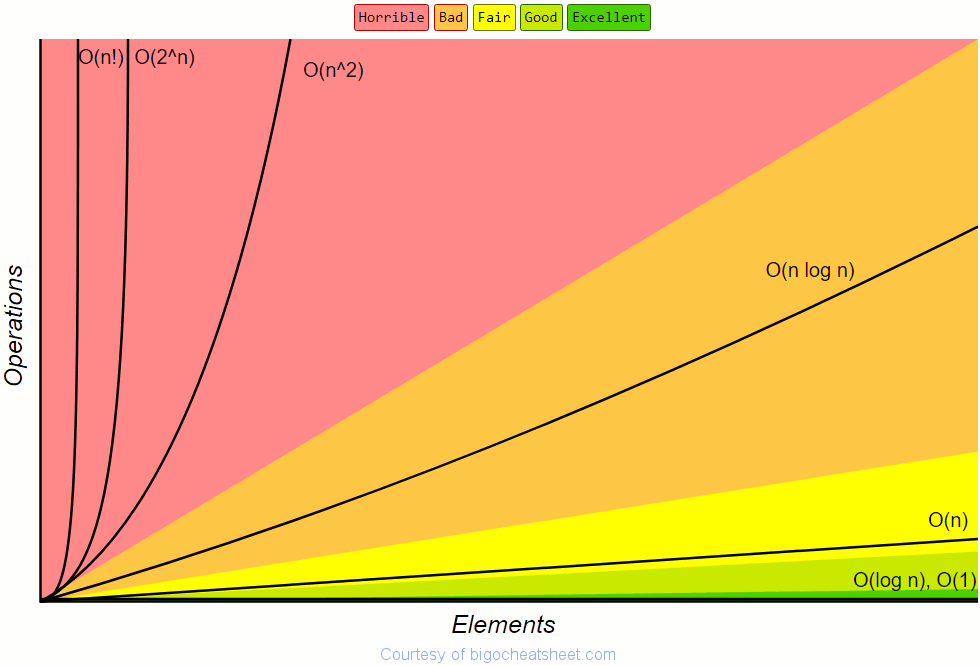 Horrible Bad Fair Good Excellent
O(n!) O(2^n)
O(n^2)
O(n log n)
O(n)
O(log n), O(1)
Operations
Elements
Courtesy of bigocheatsheet.com